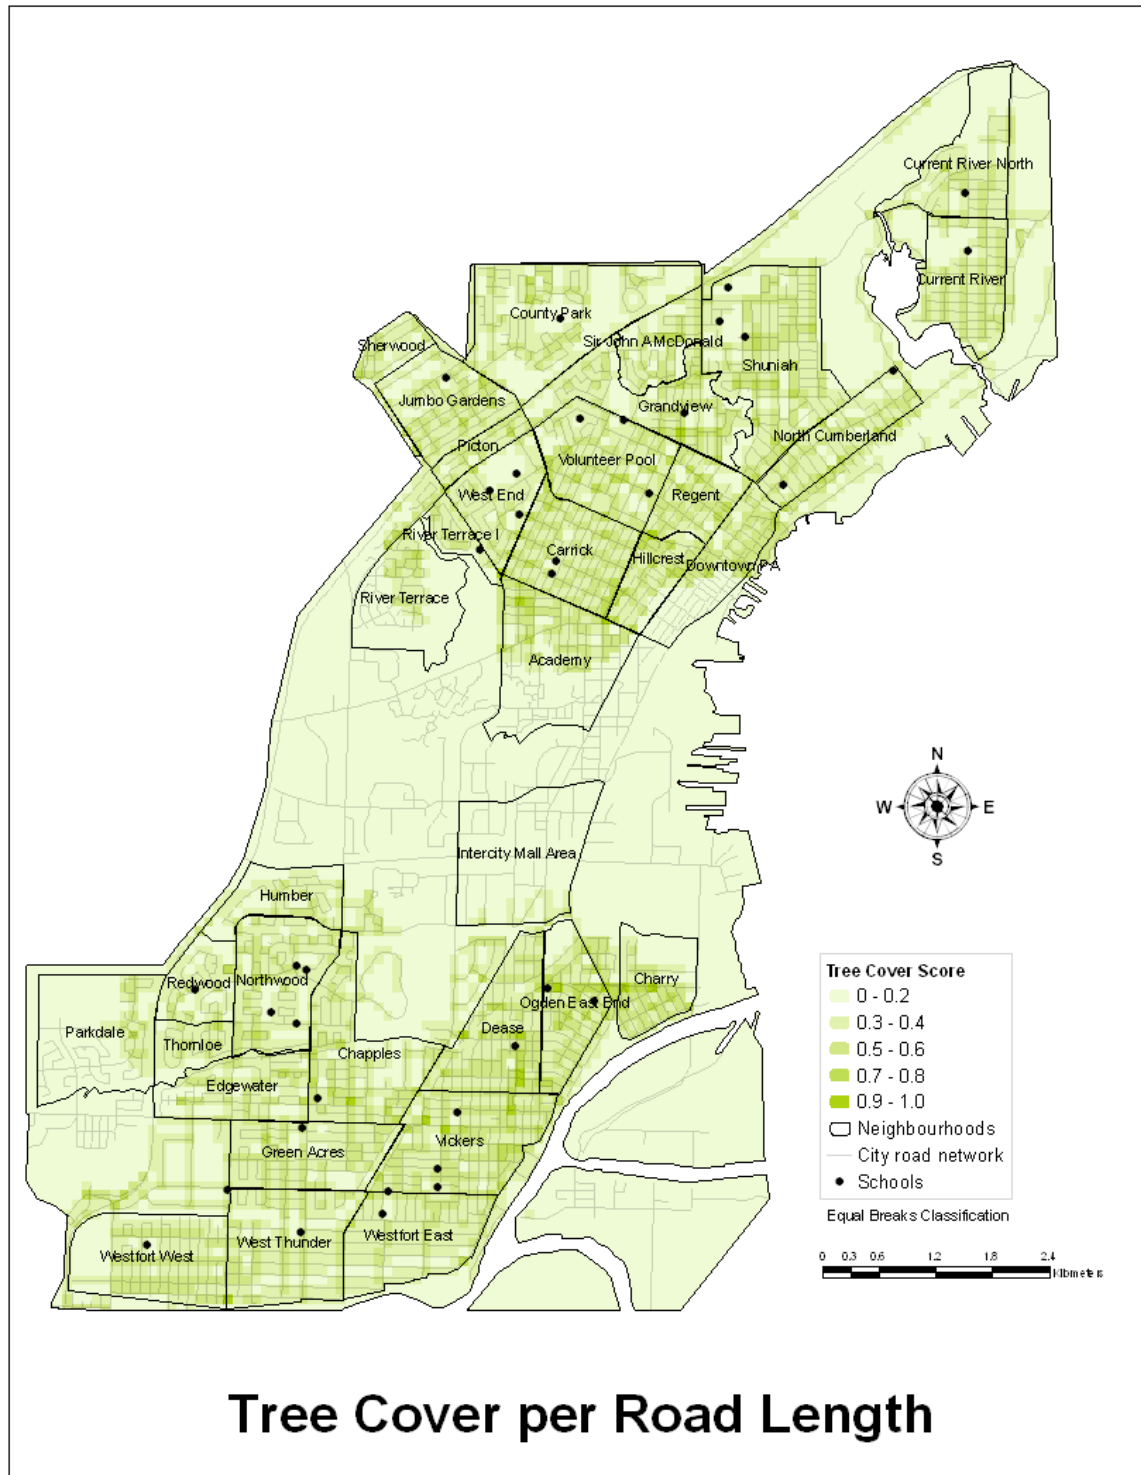 Current River North
Current River
County Park
Sir John A McDonald
Sherwood
Shuniah
Jumbo Gardens
Grandview
North Cumberland
Picton
Volunteer Pool
West End
Regent
River Terrace I
Carrick
Hillcrest
Downtown PA
River Terrace
Academy
N
W
E
S
Intercity Mall Area
Humber
Redwood
Northwood
Charry
Ogden East End
Parkdale
Dease
Thornloe
Chapples
Edgewater
Vickers
Green Acres
Westfort East
West Thunder
Westfort West
Tree Cover Score
0 - 0.2
0.3 - 0.4
0.5 - 0.6
0.7 - 0.8
0.9 - 1.0
Neighbourhoods
City road network
Schools
Equal Breaks Classification
0 0.3 0.6 1.2 1.8 2.4
Kilometers
Tree Cover per Road Length